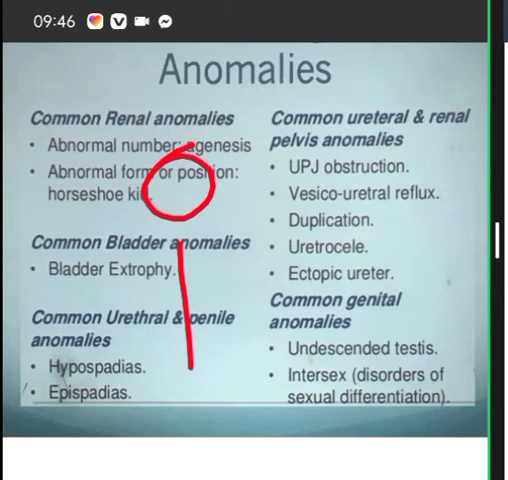 09:46
Anomalies
Common Renal anomalies
• Abnormal number: agenesis
• Abnormal form or position:
horseshoe
Common Bladder anomalies
• Bladder Extrophy.
Common Urethral & penile
anomalies
• Hypospadias.
• Epispadias.
Common ureteral & renal
pelvis anomalies
• UPJ obstruction.
• Vesico-uretral reflux.
• Duplication.
• Uretrocele.
• Ectopic ureter.
Common genital
anomalies
• Undescended testis.
• Intersex (disorders of
sexual differentiation).